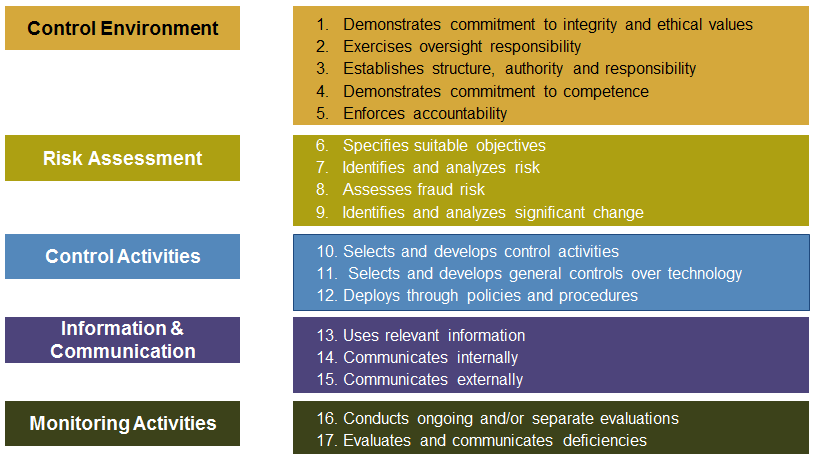 Control Environment
1. Demonstrates commitment to integrity and ethical values
2. Exercises oversight responsibility
3. Establishes structure, authority and responsibility
4. Demonstrates commitment to competence
5. Enforces accountability
Risk Assessment
6. Specifies suitable objectives
7. Identifies and analyzes risk
8. Assesses fraud risk
9. Identifies and analyzes significant change
Control Activities
10. Selects and develops control activities
11. Selects and develops general controls over technology
12. Deploys through policies and procedures
Information &
Communication
13. Uses relevant information
14. Communicates internally
15. Communicates externally
Monitoring Activities
16. Conducts ongoing and/or separate evaluations
17. Evaluates and communicates deficiencies